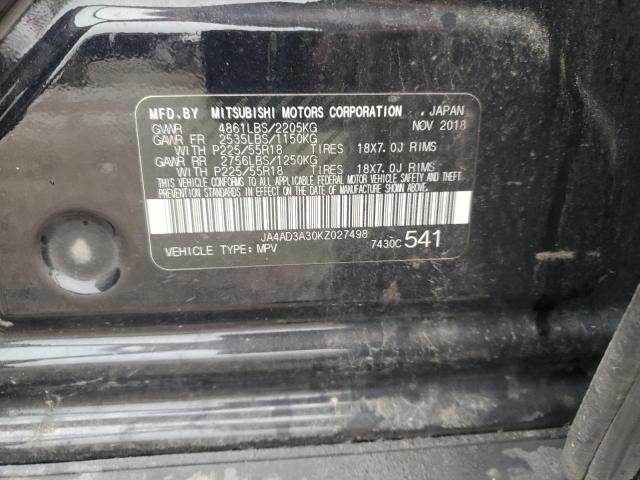 MFD.BY MITSUBISHI MOTORS CORPORATION . JAPAN
GVWR 4861LBS/2205KG NOV 2018
GAWR FR 2535LBS/1150KG
WITH P225/55R18 TIRES 18X7.0J RIMS
GAWR RR 2756LBS/1250KG
WITH P225/55R18 TIRES 18X7.0J RIMS
THIS VEHICLE CONFORMS TO ALL APPLICABLE FEDERAL MOTOR VEHICLE SAFETY, BUMPER AND THEFT
PREVENTION STANDARDS IN EFFECT ON THE DATE OF MANUFACTURE SHOWN ABOVE.
JA4AD3A30KZ027498
VEHICLE TYPE: MPV 7430C 541